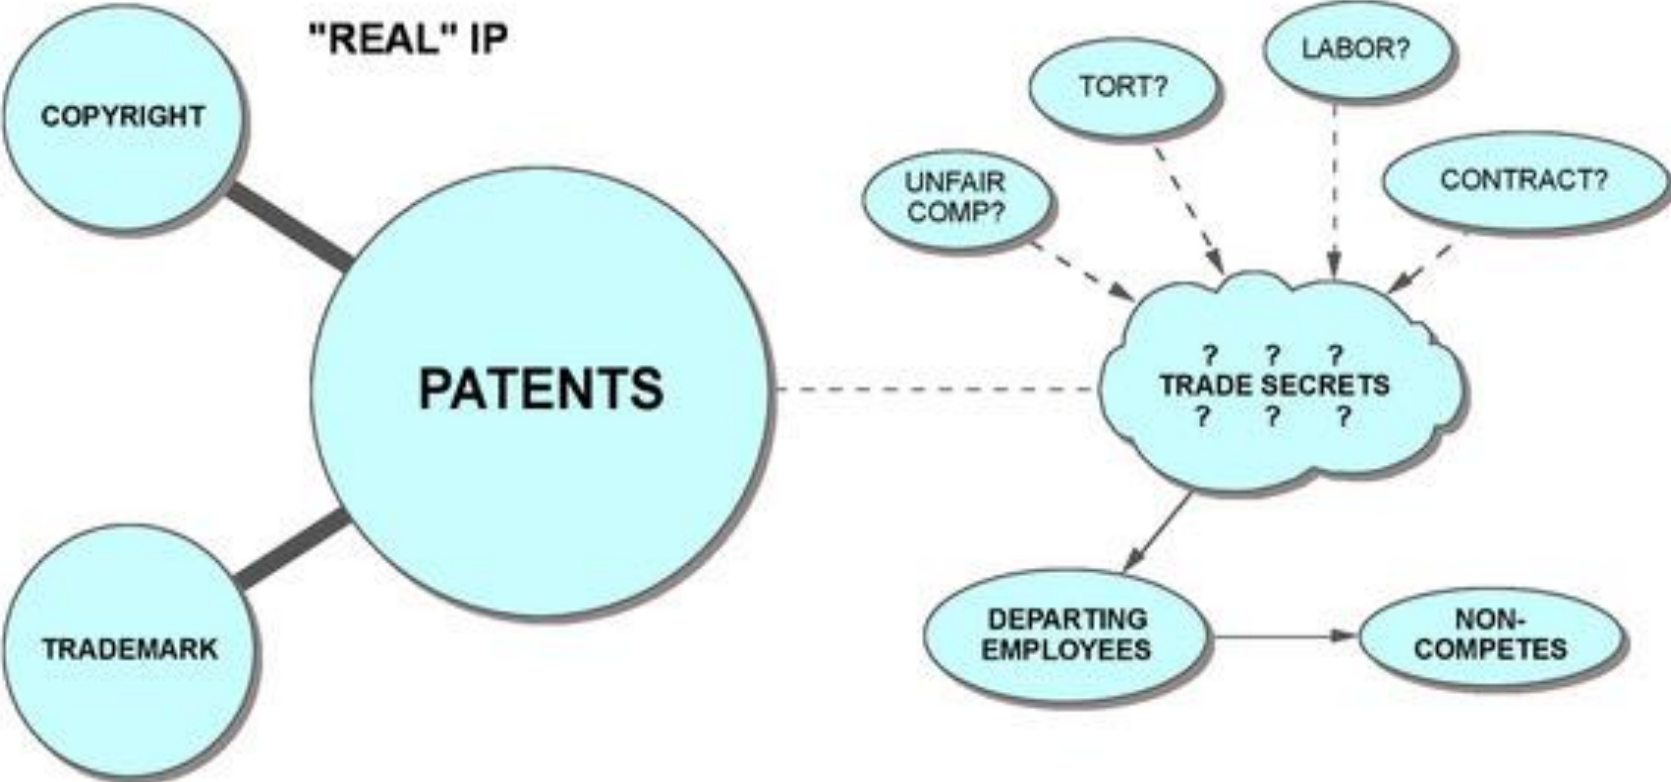 "REAL" IP
COPYRIGHT
PATENTS
TRADEMARK
UNFAIR
COMP?
TORT?
LABOR?
CONTRACT?
? ? ?
TRADE SECRETS
? ? ?
DEPARTING
EMPLOYEES
NON-
COMPETES